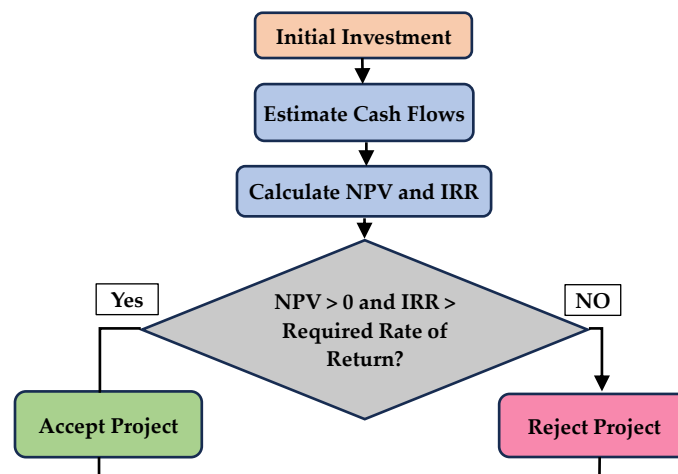 Initial Investment
Estimate Cash Flows
Calculate NPV and IRR
NPV > 0 and IRR >
Required Rate of
Return?
Yes
NO
Accept Project
Reject Project